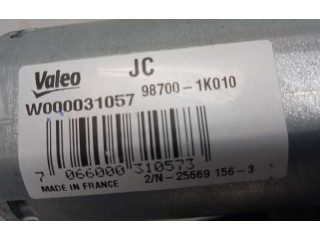 Valeo JC
W000031057 98700-1K010
7 066000 310573
MADE IN FRANCE 2/N-25669 156-3